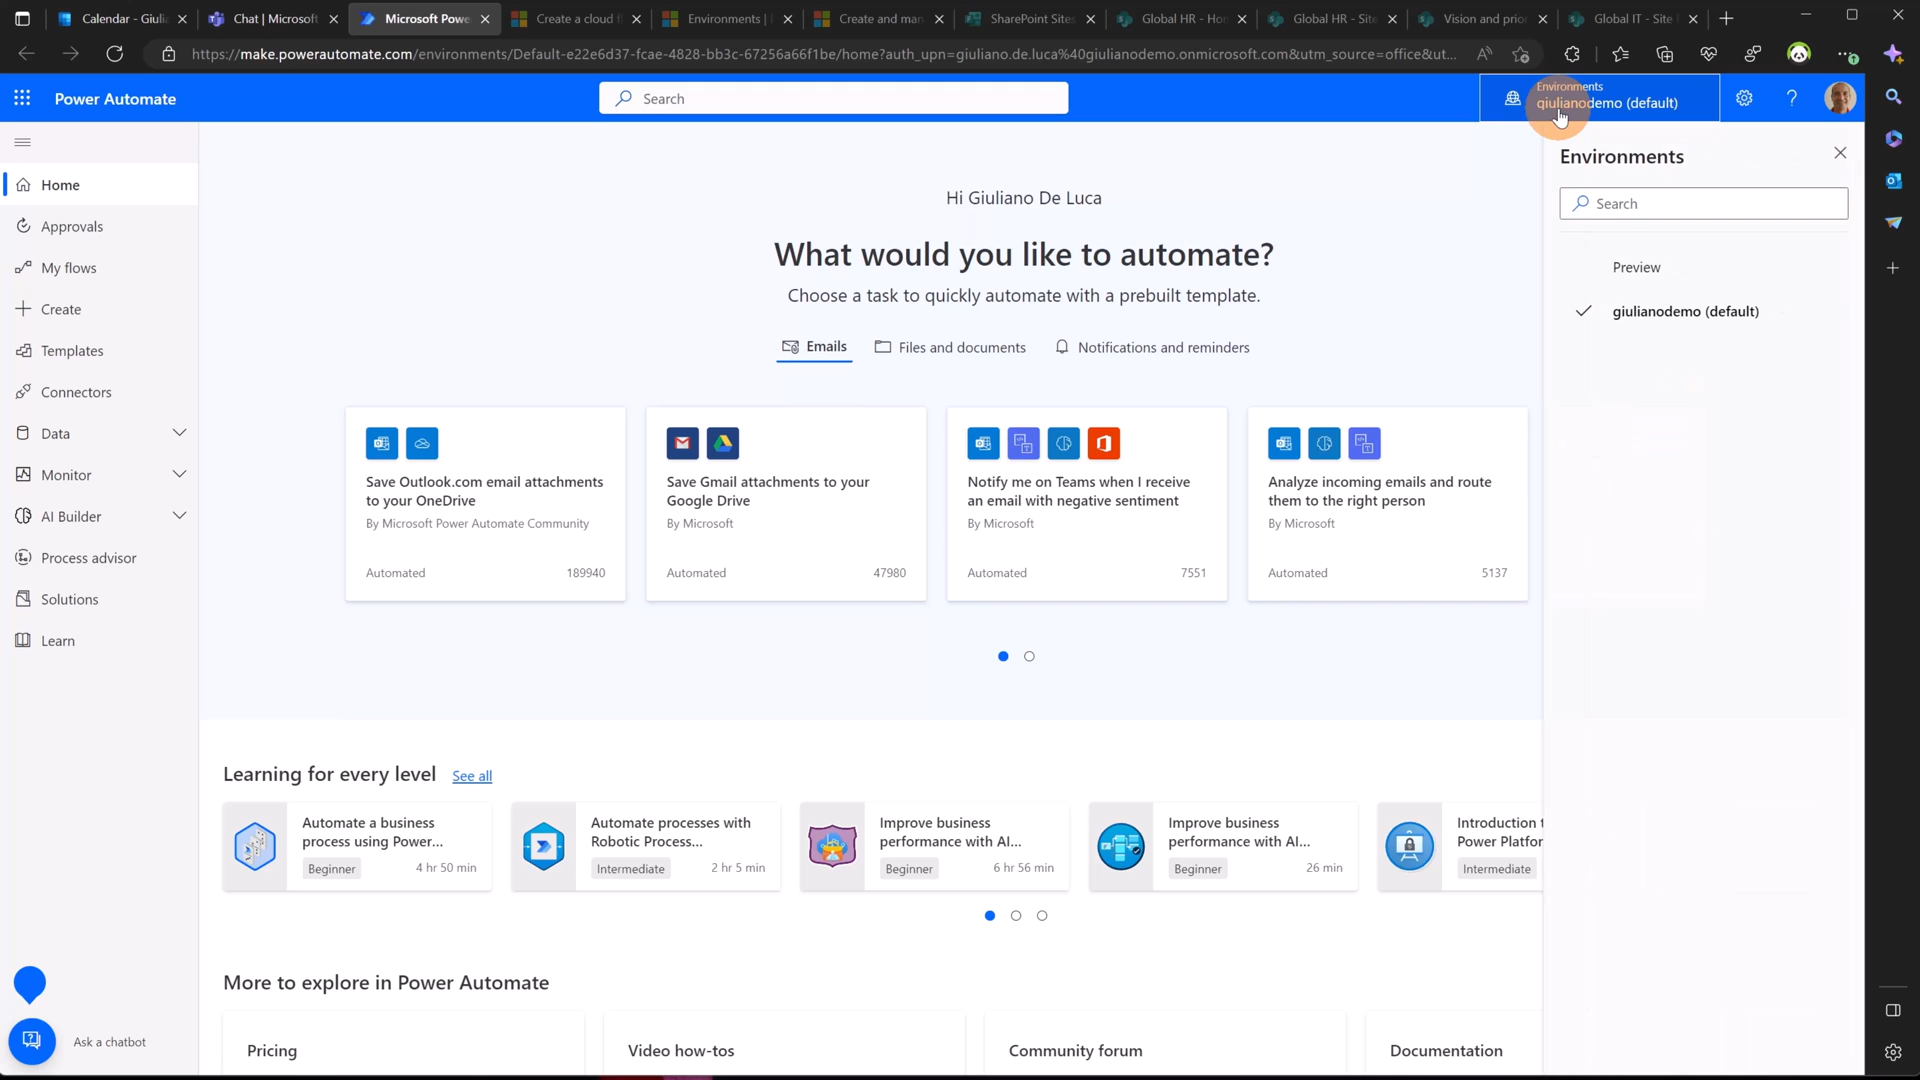 Calendar - Giuli
Chat | Microsoft
Microsoft Powe
Create a cloud f
Environments |
Create and man
SharePoint Sites
Global HR - Hon
Global HR - Site
Vision and prior
Global IT - Site
https://make.powerautomate.com/environments/Default-e22e6d37-fcae-4828-bb3c-67256a66f1be/home?auth_upn=giuliano.de.luca%40giulianodemo.onmicrosoft.com&utm_source=office&ut...
Power Automate
Search
Environments
giulianodemo (default)
Home
Approvals
My flows
Create
Templates
Connectors
Data
Monitor
AI Builder
Process advisor
Solutions
Learn
Ask a chatbot
Hi Giuliano De Luca
What would you like to automate?
Choose a task to quickly automate with a prebuilt template.
Emails
Files and documents
Notifications and reminders
Save Outlook.com email attachments
to your OneDrive
By Microsoft Power Automate Community
Automated 189940
Save Gmail attachments to your
Google Drive
By Microsoft
Automated 47980
Notify me on Teams when I receive
an email with negative sentiment
By Microsoft
Automated 7551
Analyze incoming emails and route
them to the right person
By Microsoft
Automated 5137
Learning for every level See all
Automate a business
process using Power...
Beginner 4 hr 50 min
Automate processes with
Robotic Process...
Intermediate 2 hr 5 min
Improve business
performance with AI...
Beginner 6 hr 56 min
Improve business
performance with AI...
Beginner 26 min
Introduction t
Power Platfor
Intermediate
More to explore in Power Automate
Pricing
Video how-tos
Community forum
Documentation
Environments
Search
Preview
giulianodemo (default)